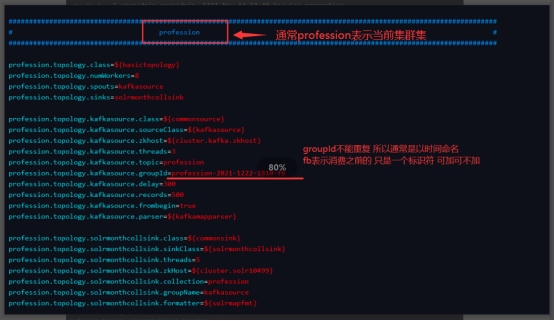 ################################################################
# profession #
################################################################
通常profession表示当前集群集
profession.topology.class=${basictopology}
profession.topology.numWorkers=8
profession.topology.spouts=kafkasource
profession.topology.sinks=solrmonthcollsink
profession.topology.kafkasource.class=${commonsource}
profession.topology.kafkasource.sourceClass=${kafkasource}
profession.topology.kafkasource.zkhost=${cluster.kafka.zkhost}
profession.topology.kafkasource.threads=3
profession.topology.kafkasource.topic=profession
profession.topology.kafkasource.groupId=profession-2021-1222-1310-fb
groupId不能重复 所以通常是以时间命名
fb表示消费之前的 只是一个标识符 可加可不加
80%
profession.topology.kafkasource.delay=300
profession.topology.kafkasource.records=500
profession.topology.kafkasource.frombegin=true
profession.topology.kafkasource.parser=${kafkamapparser}
profession.topology.solrmonthcollsink.class=${commonsink}
profession.topology.solrmonthcollsink.sinkClass=${solrmonthcollsink}
profession.topology.solrmonthcollsink.threads=5
profession.topology.solrmonthcollsink.zkHost=${cluster.solr10499}
profession.topology.solrmonthcollsink.collection=profession
profession.topology.solrmonthcollsink.groupName=kafkasource
profession.topology.solrmonthcollsink.formatter=${solrmapfmt}